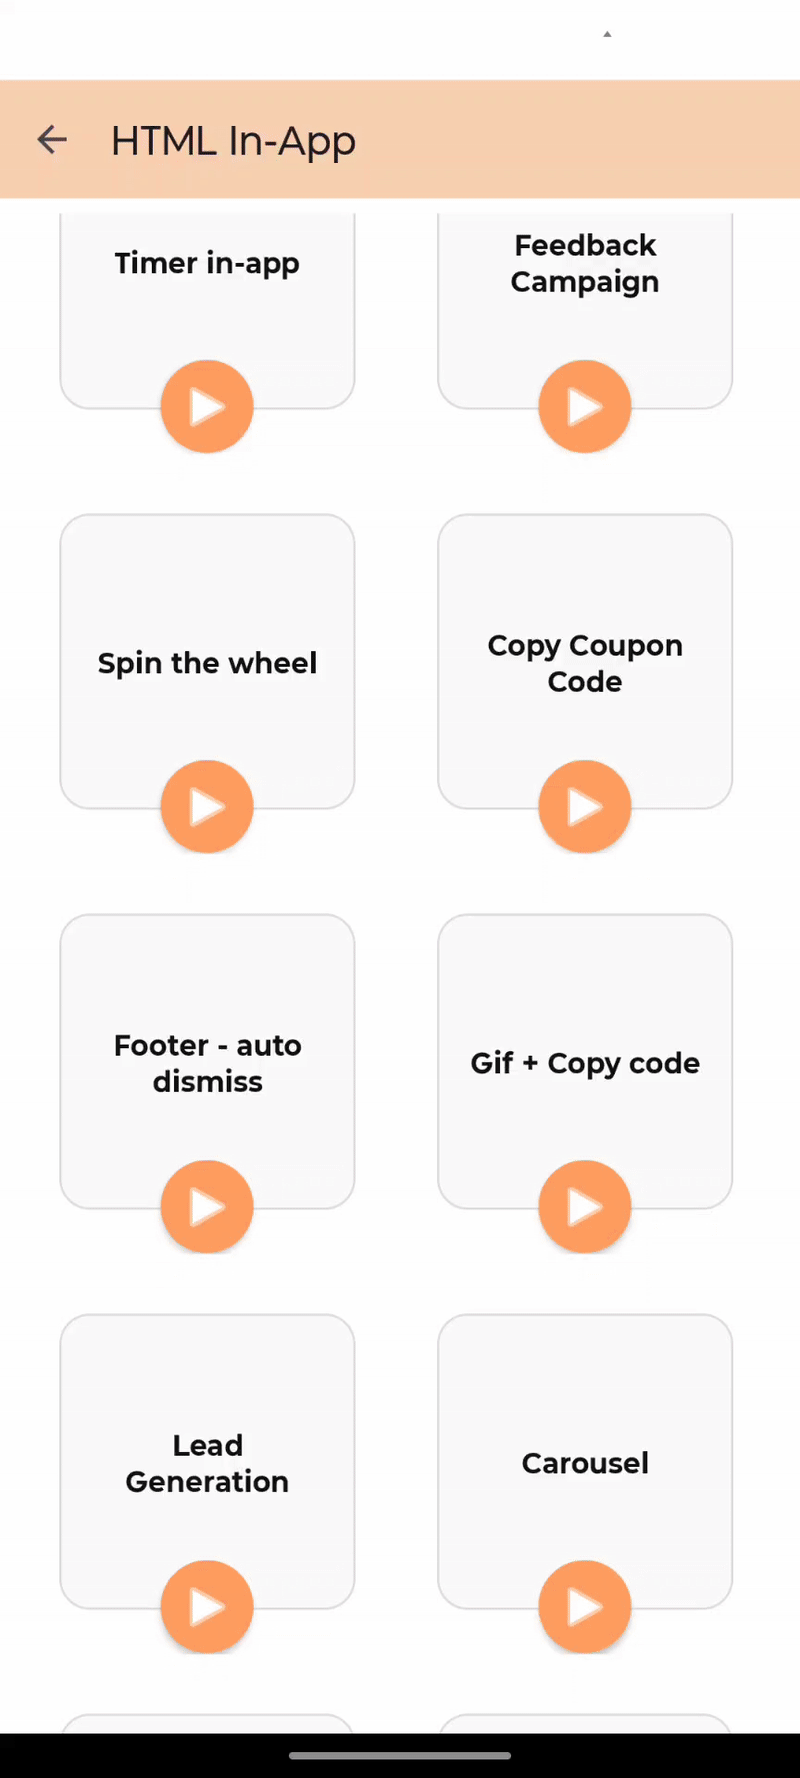 HTML In-App
Timer in-app
Feedback
Campaign
Spin the wheel
Copy Coupon
Code
Footer - auto
dismiss
Gif + Copy code
Lead
Generation
Carousel